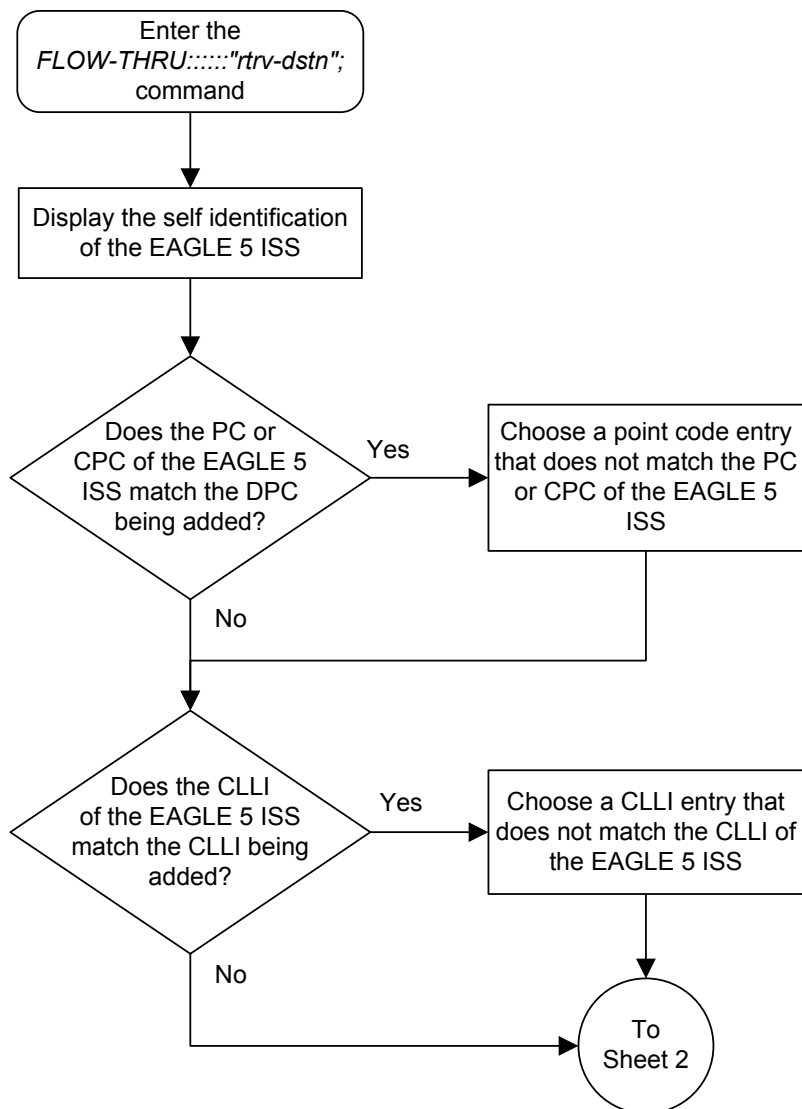 Enter the
FLOW-THRU::::::"rtrv-dstn";
command
Display the self identification
of the EAGLE 5 ISS
Does the PC or
CPC of the EAGLE 5
ISS match the DPC
being added?
Yes
Choose a point code entry
that does not match the PC
or CPC of the EAGLE 5
ISS
No
Does the CLLI
of the EAGLE 5 ISS
match the CLLI being
added?
Yes
Choose a CLLI entry that
does not match the CLLI of
the EAGLE 5 ISS
No
To
Sheet 2